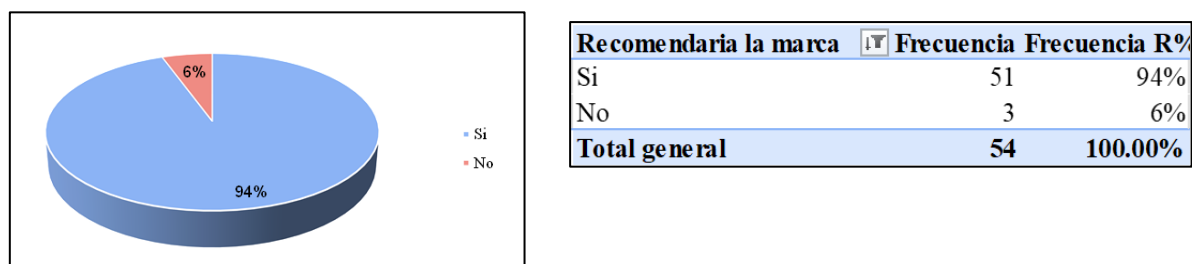 6%
94%
Si
No
Recomendaria la marca Frecuencia Frecuencia R%
Si 51 94%
No 3 6%
Total general 54 100.00%